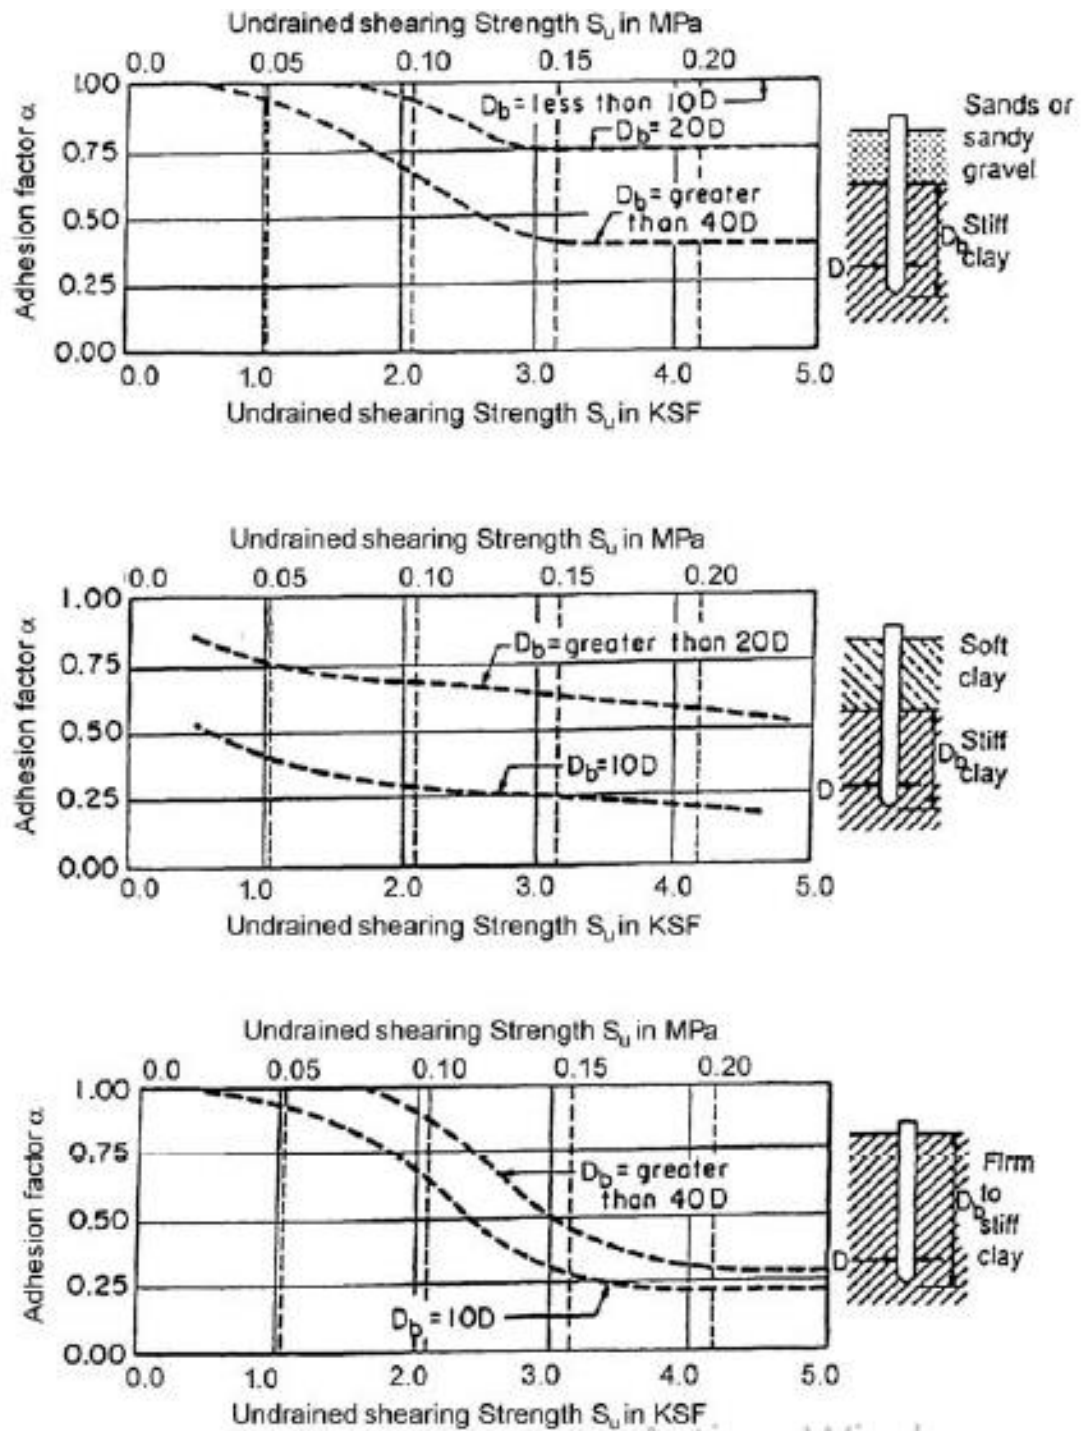 Undrained shearing Strength Su in MPa
0.0 0.05 0.10 0.15 0.20
Adhesion factor α
1.00
0.75
0.50
0.25
0.00
Db = less than 10D
Db = 20D
Db = greater
than 40D
0.0 1.0 2.0 3.0 4.0 5.0
Undrained shearing Strength Su in KSF
Sands or
sandy
gravel
Stiff
clay
D
Db
Undrained shearing Strength Su in MPa
0.0 0.05 0.10 0.15 0.20
Adhesion factor α
1.00
0.75
0.50
0.25
0.00
Db = greater than 20D
Db = 10D
0.0 1.0 2.0 3.0 4.0 5.0
Undrained shearing Strength Su in KSF
Soft
clay
Stiff
clay
D
Db
Undrained shearing Strength Su in MPa
0.0 0.05 0.10 0.15 0.20
Adhesion factor α
1.00
0.75
0.50
0.25
0.00
Db = greater
than 40D
Db = 10D
0.0 1.0 2.0 3.0 4.0 5.0
Undrained shearing Strength Su in KSF
Firm
to
stiff
clay
D
Db